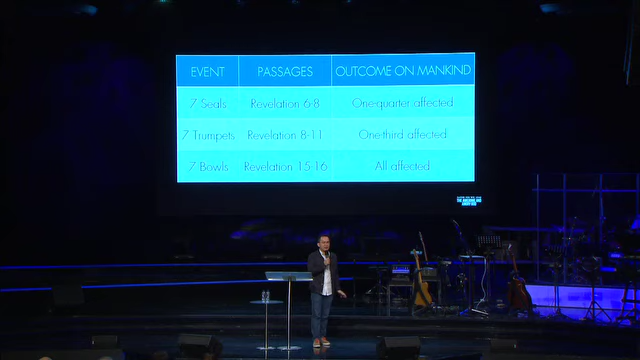 EVENT PASSAGES OUTCOME ON MANKIND
7 Seals Revelation 6-8 One-quarter affected
7 Trumpets Revelation 8-11 One-third affected
7 Bowls Revelation 15-16 All affected